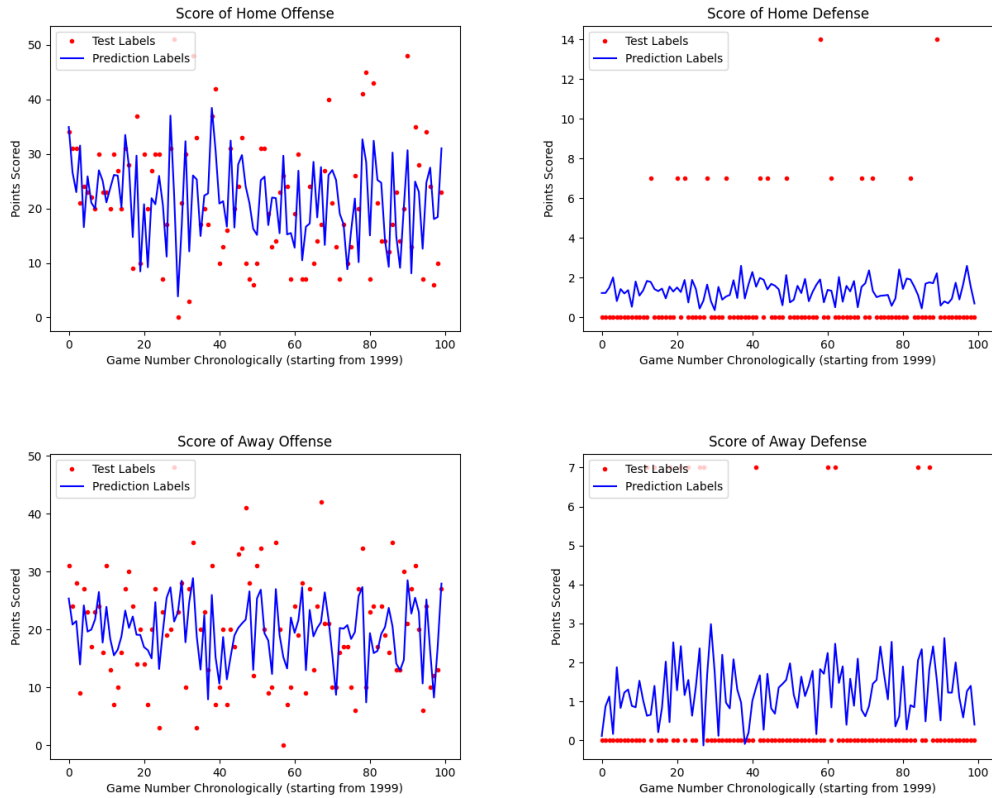 Score of Home Offense
50
40
30
20
10
0
Points Scored
Test Labels
Prediction Labels
0 20 40 60 80 100
Game Number Chronologically (starting from 1999)
Score of Home Defense
14
12
10
8
6
4
2
0
Points Scored
Test Labels
Prediction Labels
0 20 40 60 80 100
Game Number Chronologically (starting from 1999)
Score of Away Offense
50
40
30
20
10
0
Points Scored
Test Labels
Prediction Labels
0 20 40 60 80 100
Game Number Chronologically (starting from 1999)
Score of Away Defense
7
6
5
4
3
2
1
0
Points Scored
Test Labels
Prediction Labels
0 20 40 60 80 100
Game Number Chronologically (starting from 1999)